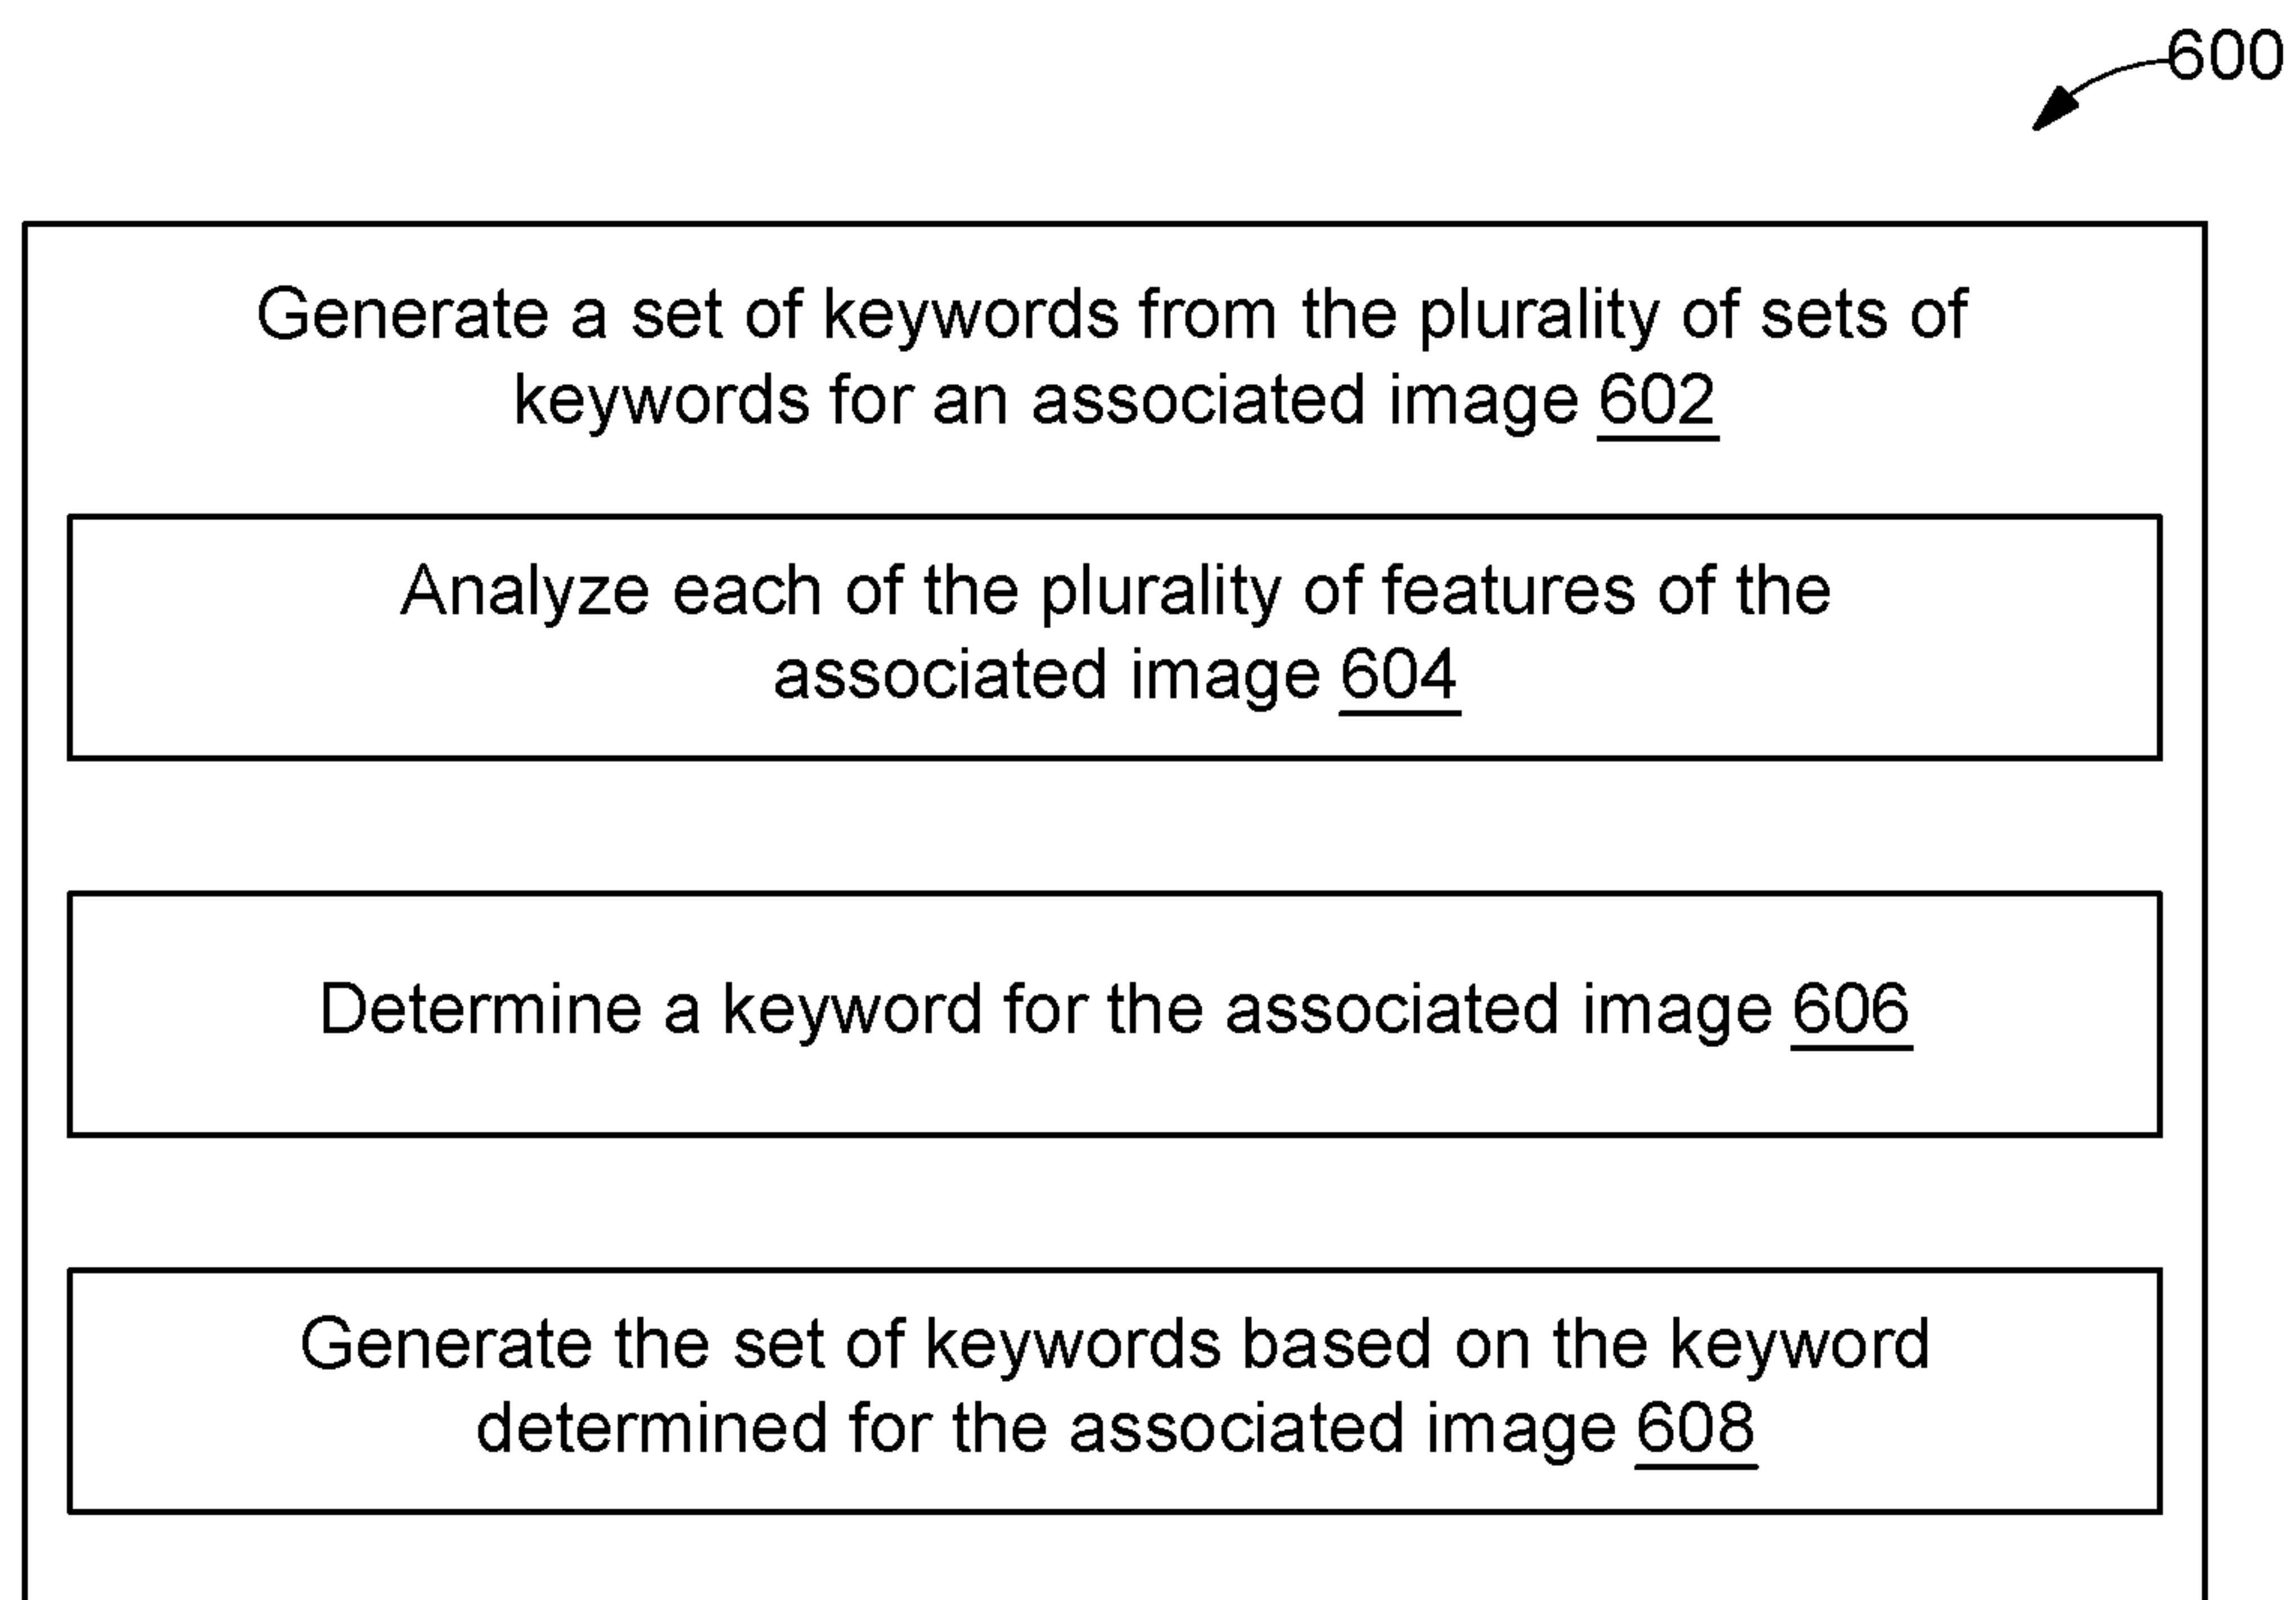 600
Generate a set of keywords from the plurality of sets of
keywords for an associated image 602
Analyze each of the plurality of features of the
associated image 604
Determine a keyword for the associated image 606
Generate the set of keywords based on the keyword
determined for the associated image 608